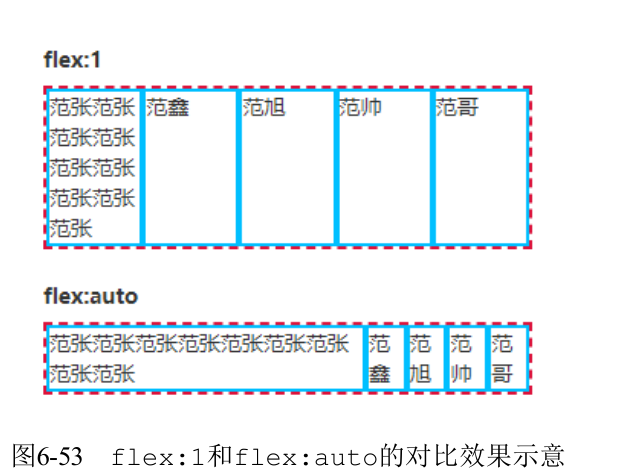 flex:1
范张范张 范鑫 范旭 范帅 范哥
范张范张
范张范张
范张范张
范张
flex:auto
范张范张范张范张范张范张范张 范 范 范 范
范张范张 鑫 旭 帅 哥
图6-53 flex:1和flex:auto的对比效果示意